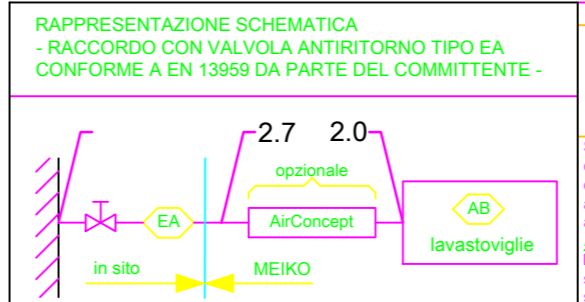 RAPPRESENTAZIONE SCHEMATICA
- RACCORDO CON VALVOLA ANTIRITORNO TIPO EA
CONFORME A EN 13959 DA PARTE DEL COMMITTENTE -
2.7 2.0
opzionale
EA
AirConcept
AB
lavastoviglie
in sito
MEIKO